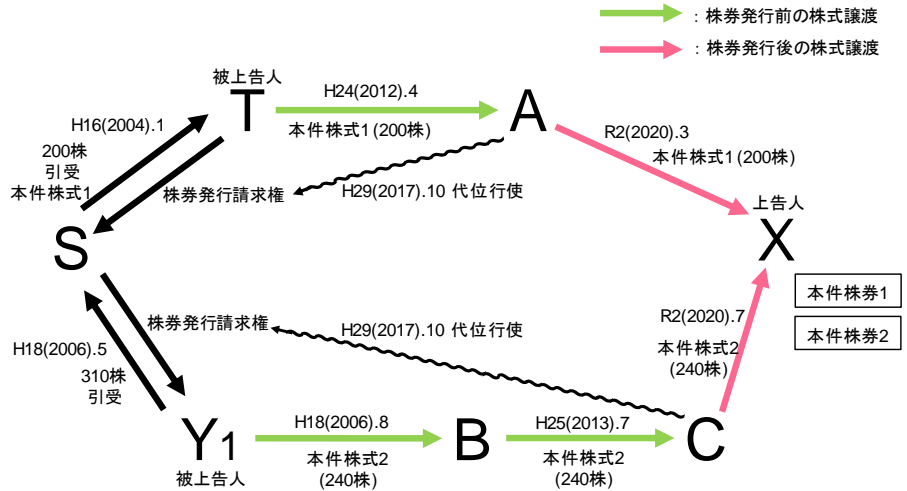 ：株券発行前の株式譲渡
：株券発行後の株式譲渡
被上告人
T
H24(2012).4
本件株式1 (200株)
A
H16(2004).1
200株
引受
本件株式1
株券発行請求権
H29(2017).10 代位行使
R2(2020).3
本件株式1 (200株)
上告人
X
S
本件株券1
本件株券2
株券発行請求権
H29(2017).10 代位行使
R2(2020).7
本件株式2
(240株)
H18(2006).5
310株
引受
Y1
被上告人
H18(2006).8
本件株式2
(240株)
B
H25(2013).7
本件株式2
(240株)
C